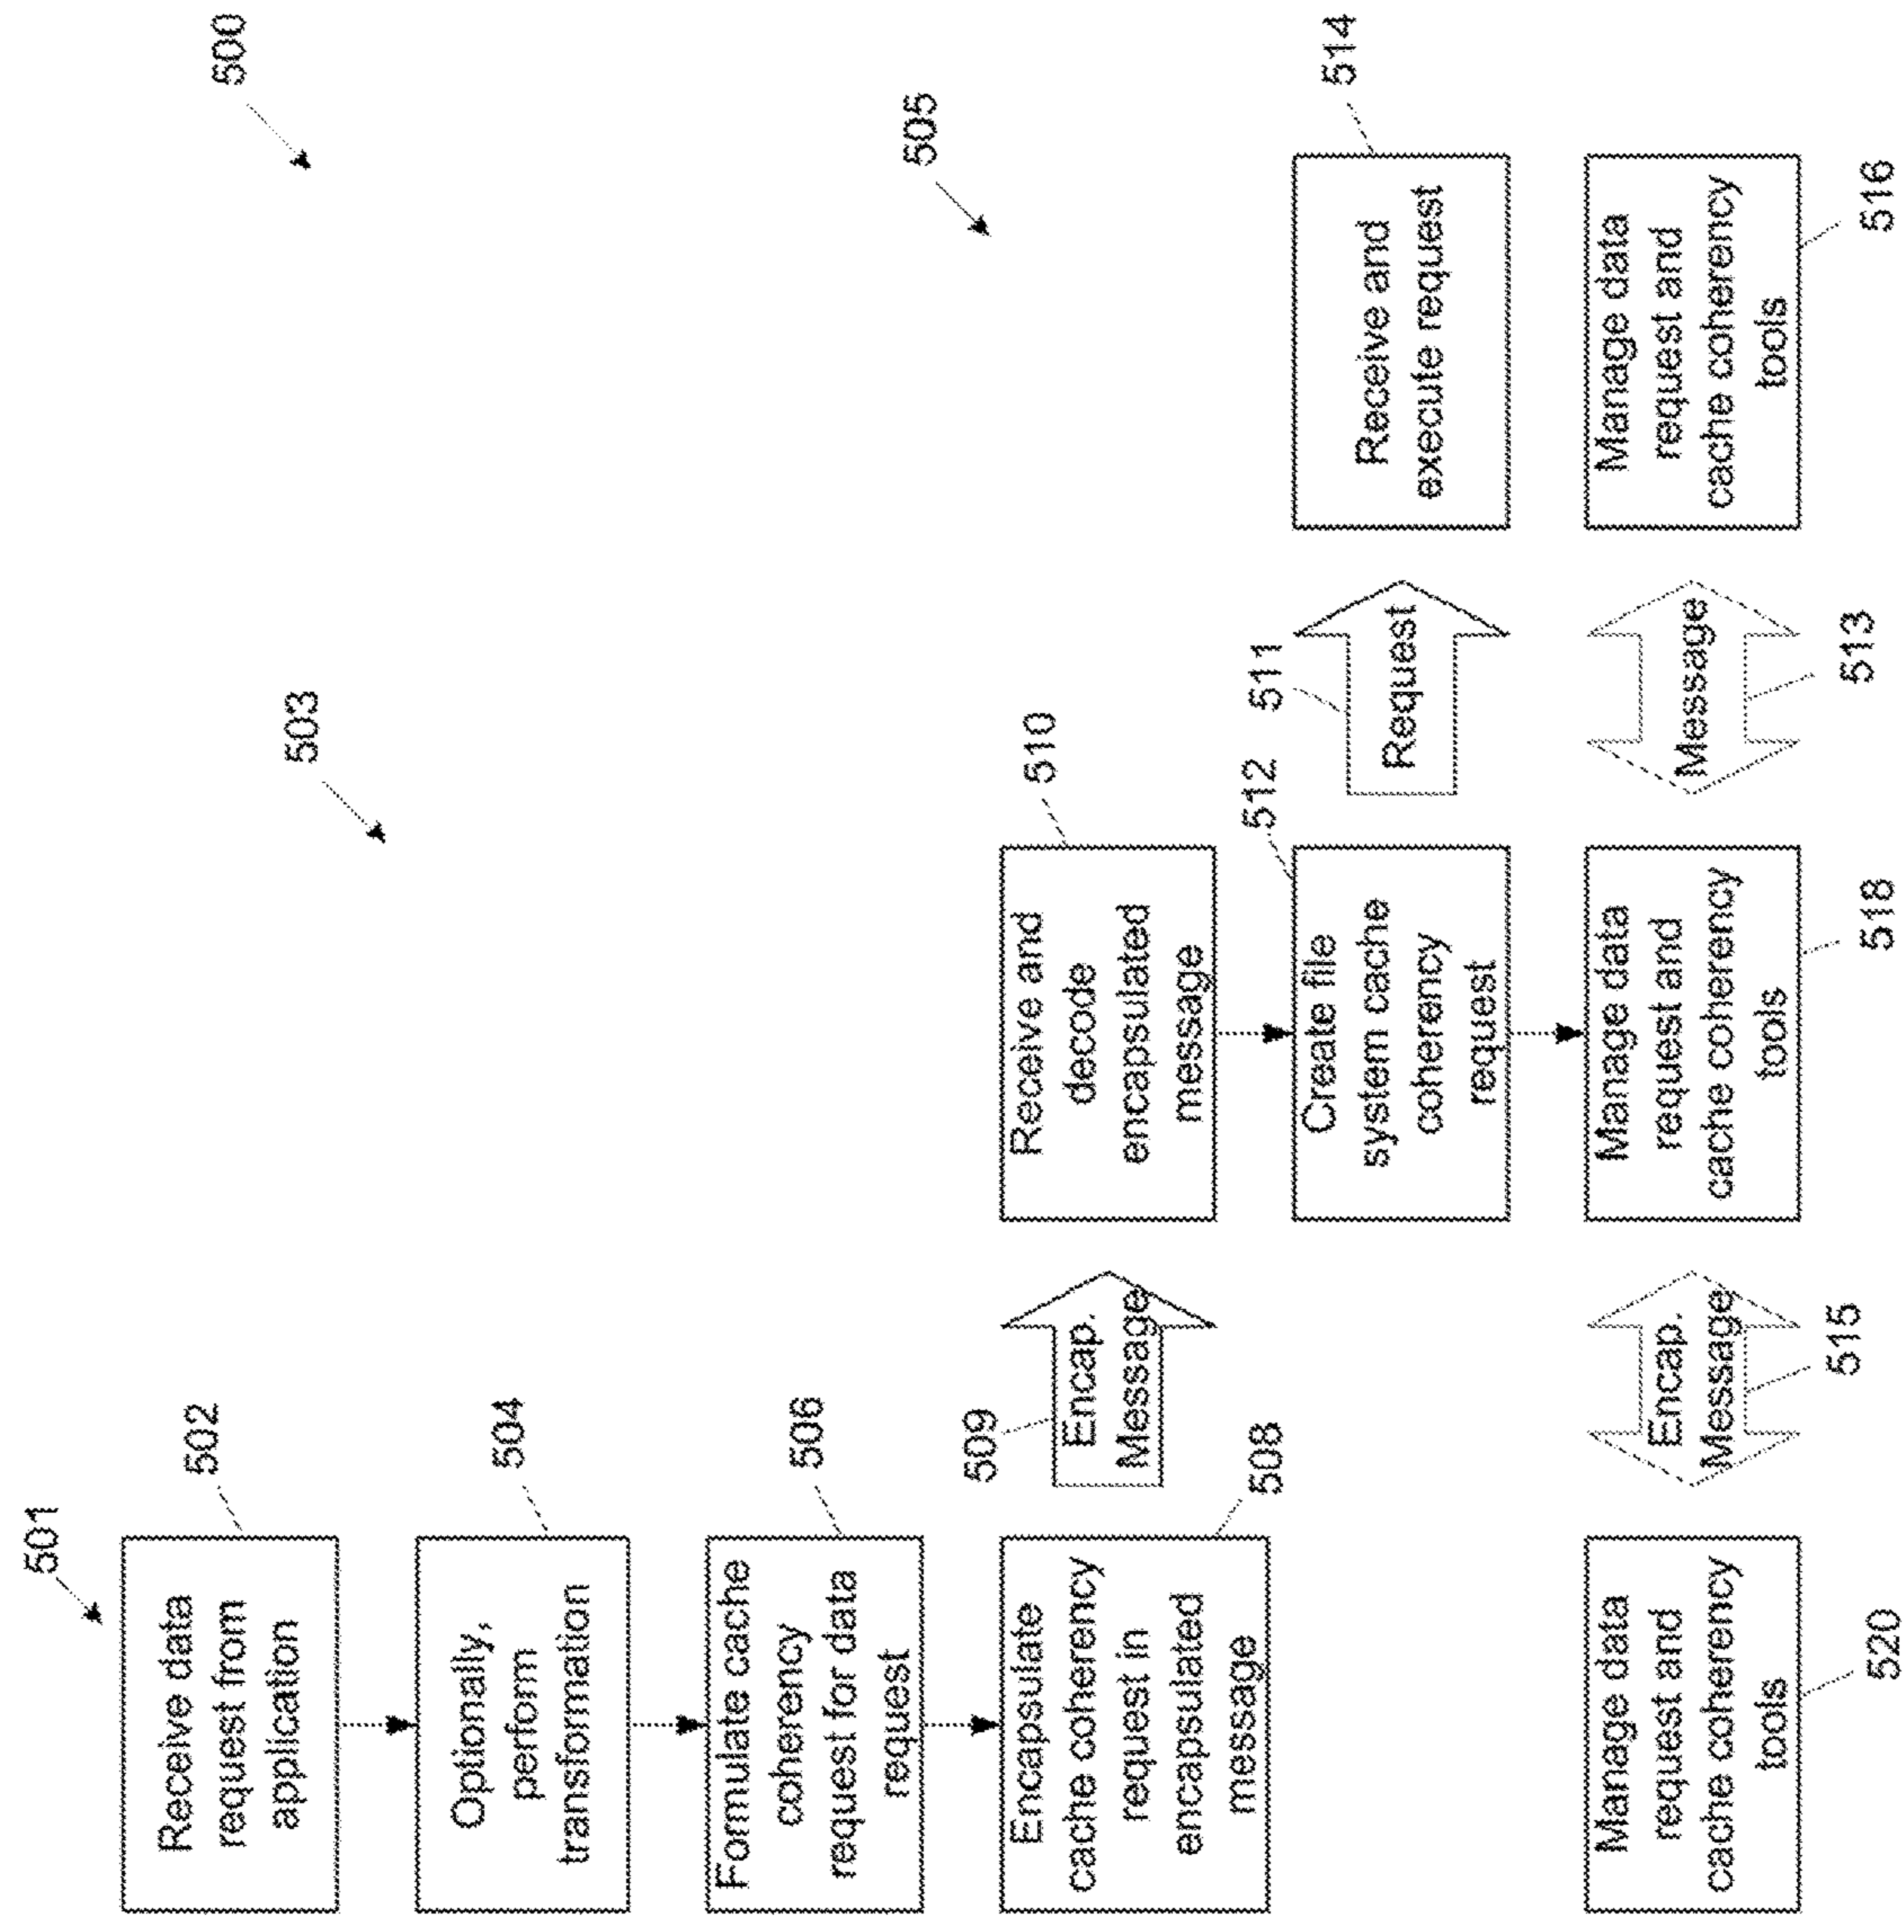 500
501
503
505
502
Receive data
request from
application
504
Optionally,
perform
transformation
506
Formulate cache
coherency
request for data
request
508
Encapsulate
cache coherency
request in
encapsulated
message
509
Encap.
Message
510
Receive and
decode
encapsulated
message
512
Create file
system cache
coherency
request
511
Request
514
Receive and
execute request
520
Manage data
request and
cache coherency
tools
515
Encap.
Message
518
Manage data
request and
cache coherency
tools
513
Message
516
Manage data
request and
cache coherency
tools